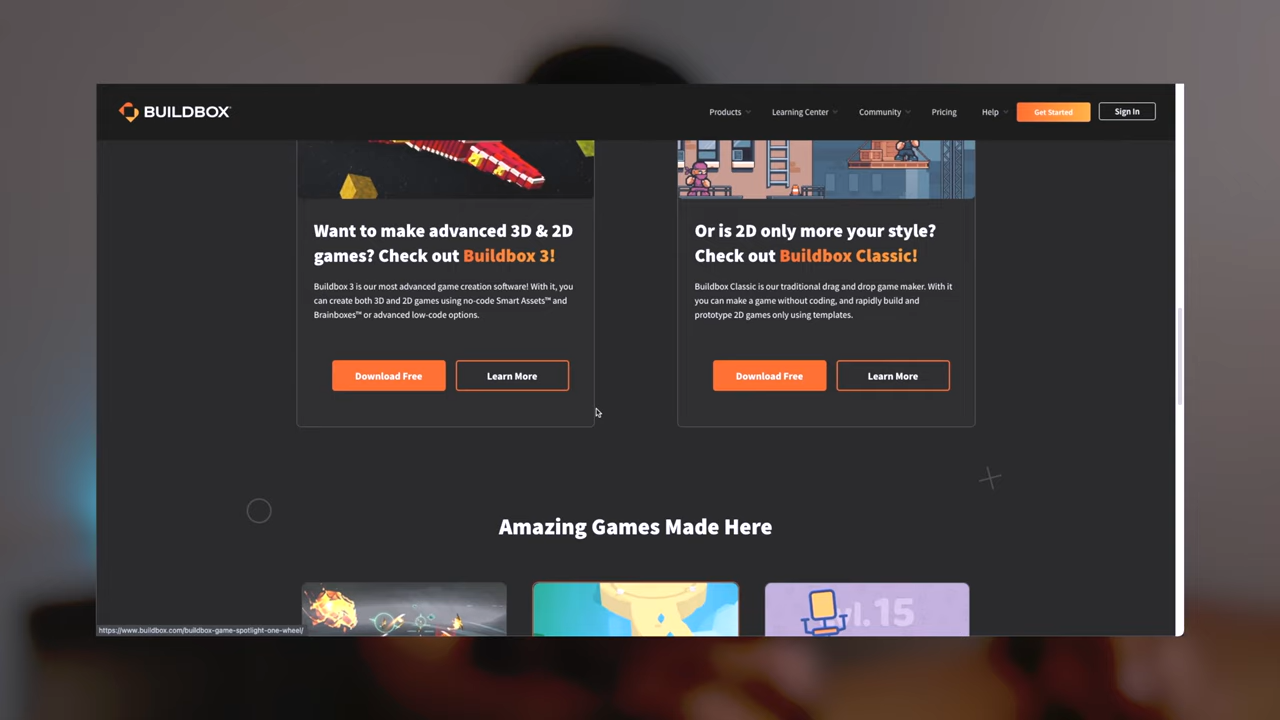 BUILDBOX
Products
Learning Center
Community
Pricing
Help
Get Started
Sign In
Want to make advanced 3D & 2D
games? Check out Buildbox 3!
Buildbox 3 is our most advanced game creation software! With it, you
can create both 3D and 2D games using no-code Smart Assets™ and
Brainboxes™ or advanced low-code options.
Download Free
Learn More
Or is 2D only more your style?
Check out Buildbox Classic!
Buildbox Classic is our traditional drag and drop game maker. With it
you can make a game without coding, and rapidly build and
prototype 2D games only using templates.
Download Free
Learn More
Amazing Games Made Here
vl.15
https://www.buildbox.com/buildbox-game-spotlight-one-wheel/